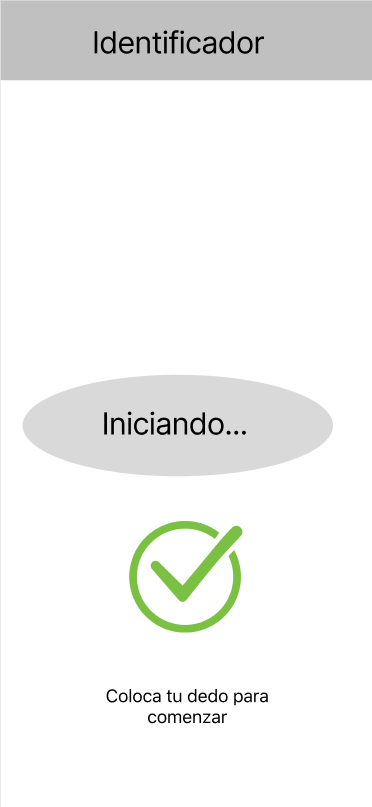 Identificador
Iniciando...
Coloca tu dedo para
comenzar